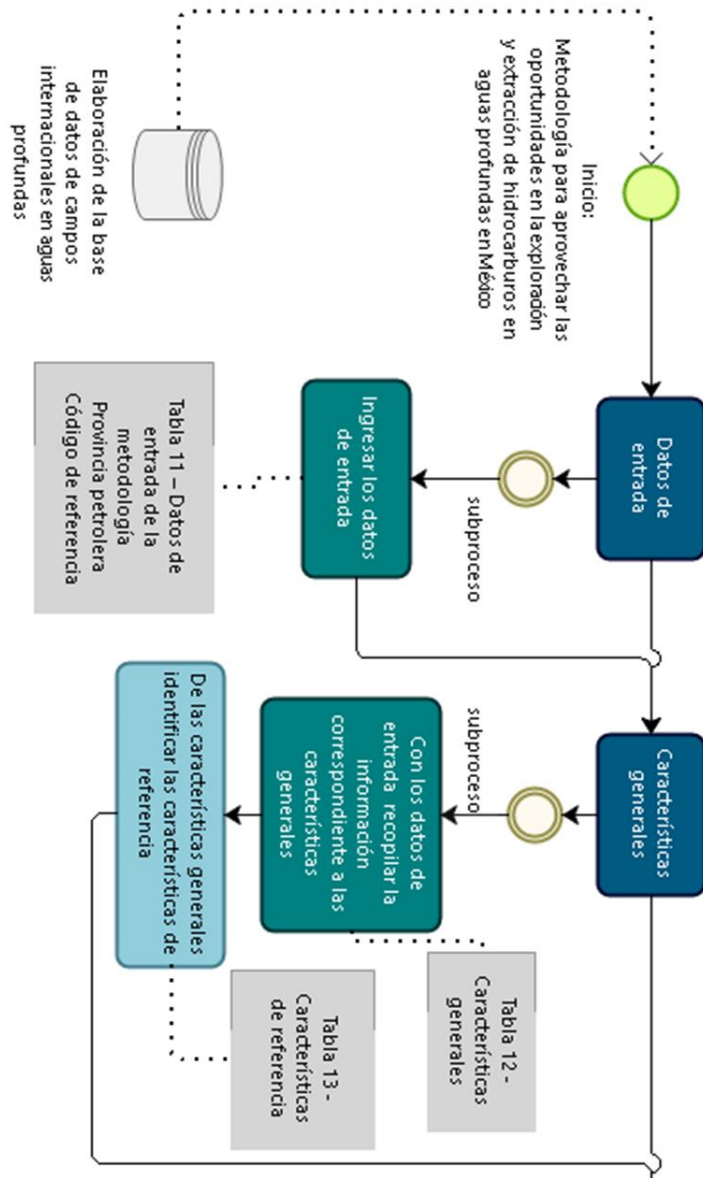 Inicio:
Metodología para aprovechar las
oportunidades en la exploración
y extracción de hidrocarburos en
aguas profundas en México
Elaboración de la base
de datos de campos
internacionales en aguas
profundas
Datos de
entrada
subproceso
Ingresar los datos
de entrada
Tabla 11 – Datos de
entrada de la
metodología
Provincia petrolera
Código de referencia
Características
generales
subproceso
Con los datos de
entrada recopilar la
información
correspondiente a las
características
generales
Tabla 12 -
Características
generales
De las características generales
identificar las características de
referencia
Tabla 13 -
Características
de referencia